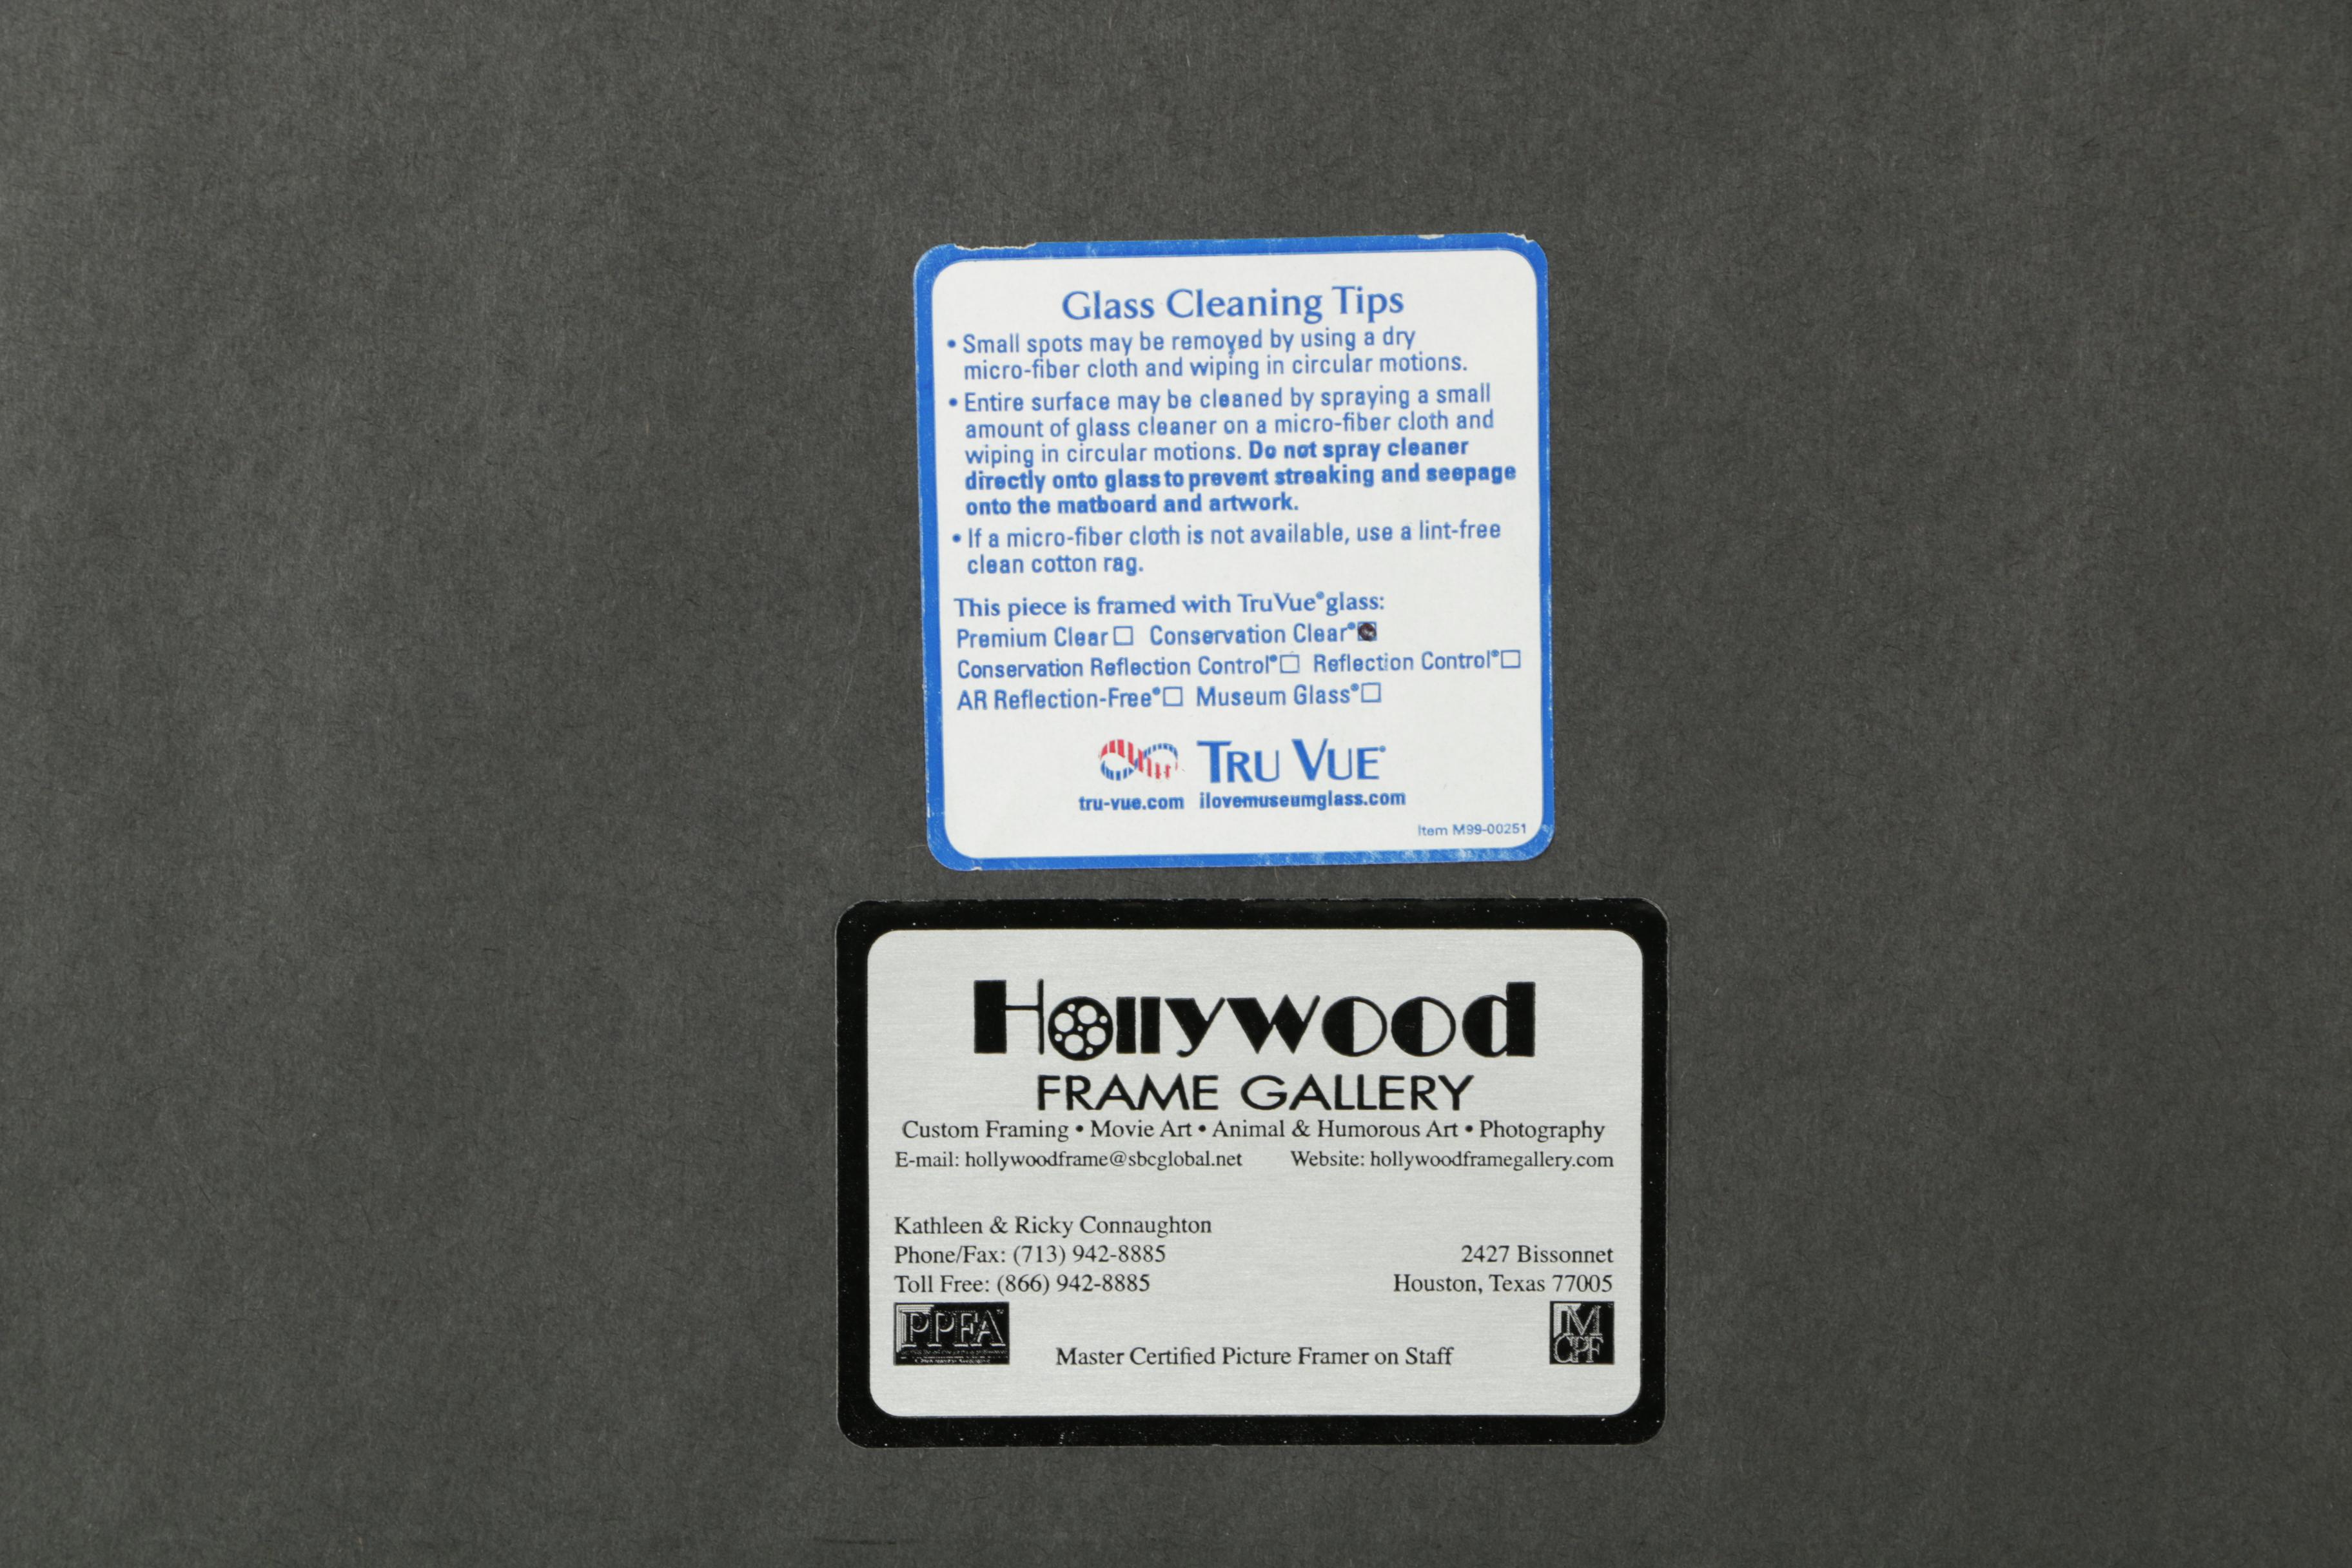 Glass Cleaning Tips
• Small spots may be removed by using a dry
micro-fiber cloth and wiping in circular motions.
• Entire surface may be cleaned by spraying a small
amount of glass cleaner on a micro-fiber cloth and
wiping in circular motions. Do not spray cleaner
directly onto glass to prevent streaking and seepage
onto the matboard and artwork.
• If a micro-fiber cloth is not available, use a lint-free
clean cotton rag.
This piece is framed with Tru Vue® glass:
Premium Clear □ Conservation Clear® ■
Conservation Reflection Control® □ Reflection Control® □
AR Reflection-Free® □ Museum Glass® □
TRU VUE®
tru-vue.com ilovemuseumglass.com
Item M99-00251
Hollywood
FRAME GALLERY
Custom Framing • Movie Art • Animal & Humorous Art • Photography
E-mail: hollywoodframe@sbcglobal.net Website: hollywoodframegallery.com
Kathleen & Ricky Connaughton
Phone/Fax: (713) 942-8885 2427 Bissonnet
Toll Free: (866) 942-8885 Houston, Texas 77005
PPFA
M
CPF
Master Certified Picture Framer on Staff